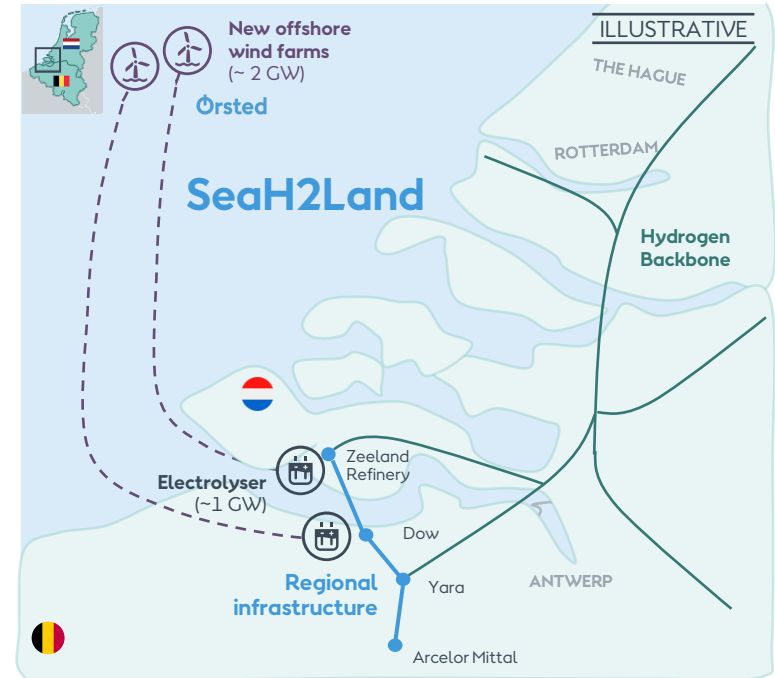 New offshore
wind farms
(~ 2 GW)
Ørsted
ILLUSTRATIVE
THE HAGUE
ROTTERDAM
SeaH2Land
Hydrogen
Backbone
Zeeland
Refinery
Electrolyser
(~1 GW)
Dow
Regional
infrastructure
Yara
ANTWERP
Arcelor Mittal